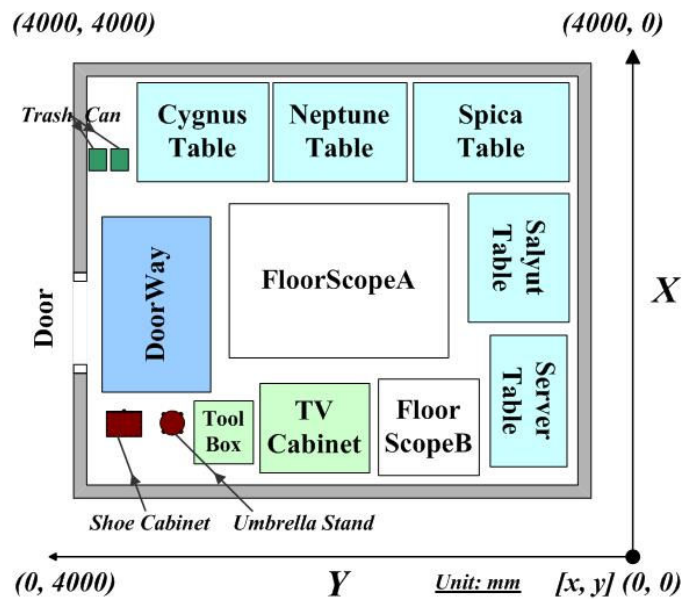 (4000, 4000)
(4000, 0)
Trash Can
Cygnus
Table
Neptune
Table
Spica
Table
Salyut
Table
DoorWay
FloorScopeA
X
Door
Server
Table
Tool
Box
TV
Cabinet
Floor
ScopeB
Shoe Cabinet
Umbrella Stand
(0, 4000)
Y
Unit: mm
[x, y] (0, 0)